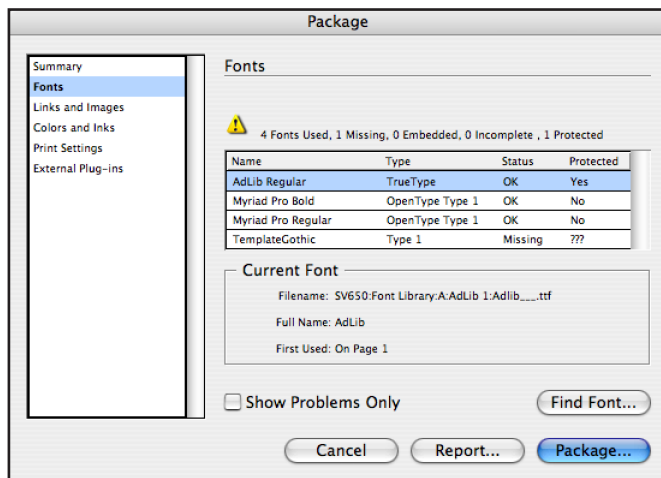 Package
Summary
Fonts
Links and Images
Colors and Inks
Print Settings
External Plug-ins
Fonts
4 Fonts Used, 1 Missing, 0 Embedded, 0 Incomplete , 1 Protected
Name Type Status Protected
AdLib Regular TrueType OK Yes
Myriad Pro Bold OpenType Type 1 OK No
Myriad Pro Regular OpenType Type 1 OK No
TemplateGothic Type 1 Missing ???
Current Font
Filename: SV650:Font Library:A:AdLib 1:Adlib___.ttf
Full Name: AdLib
First Used: On Page 1
Show Problems Only
Find Font...
Cancel Report... Package...